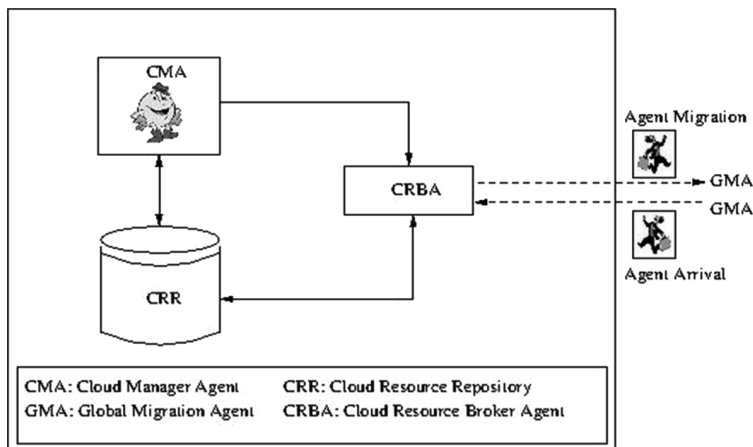 CMA
Agent Migration
CRBA
GMA
GMA
Agent Arrival
CRR
CMA: Cloud Manager Agent CRR: Cloud Resource Repository
GMA: Global Migration Agent CRBA: Cloud Resource Broker Agent